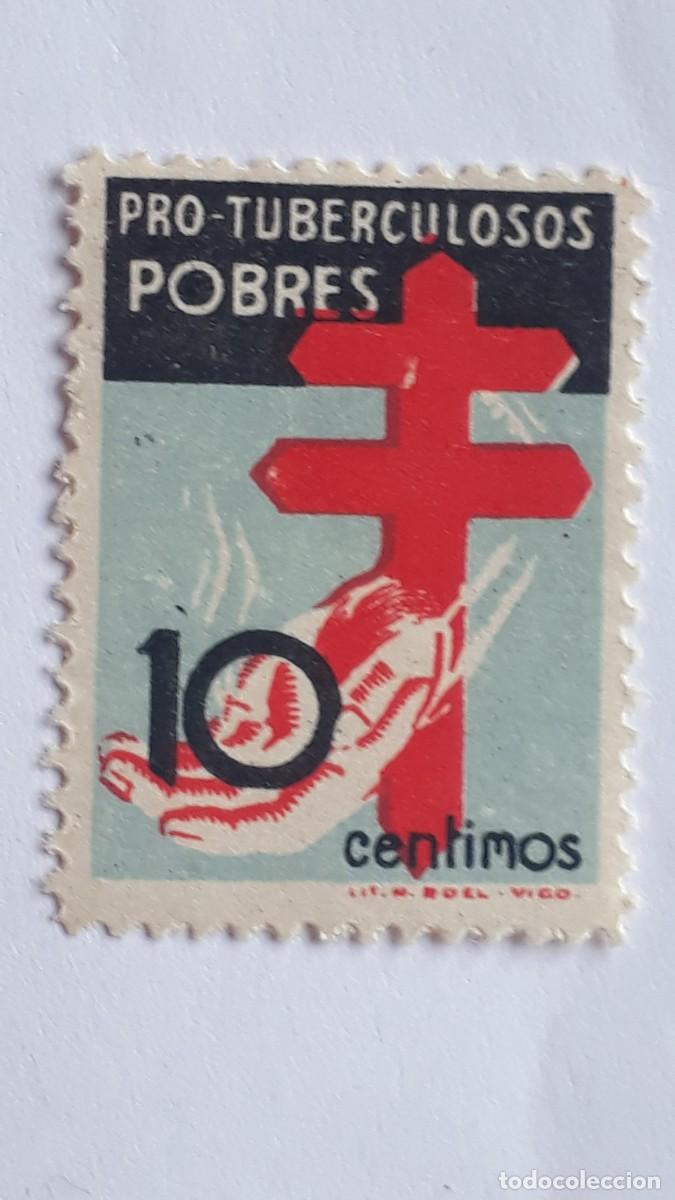 PRO-TUBERCULOSOS
POBRES
10
centimos
LIT. N. ROEL - VIGO.
todocoleccion